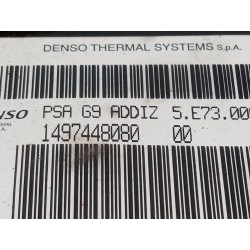 DENSO THERMAL SYSTEMS S.p.A.
PSA G9 ADDIZ 5.E73.00
1497448080 00